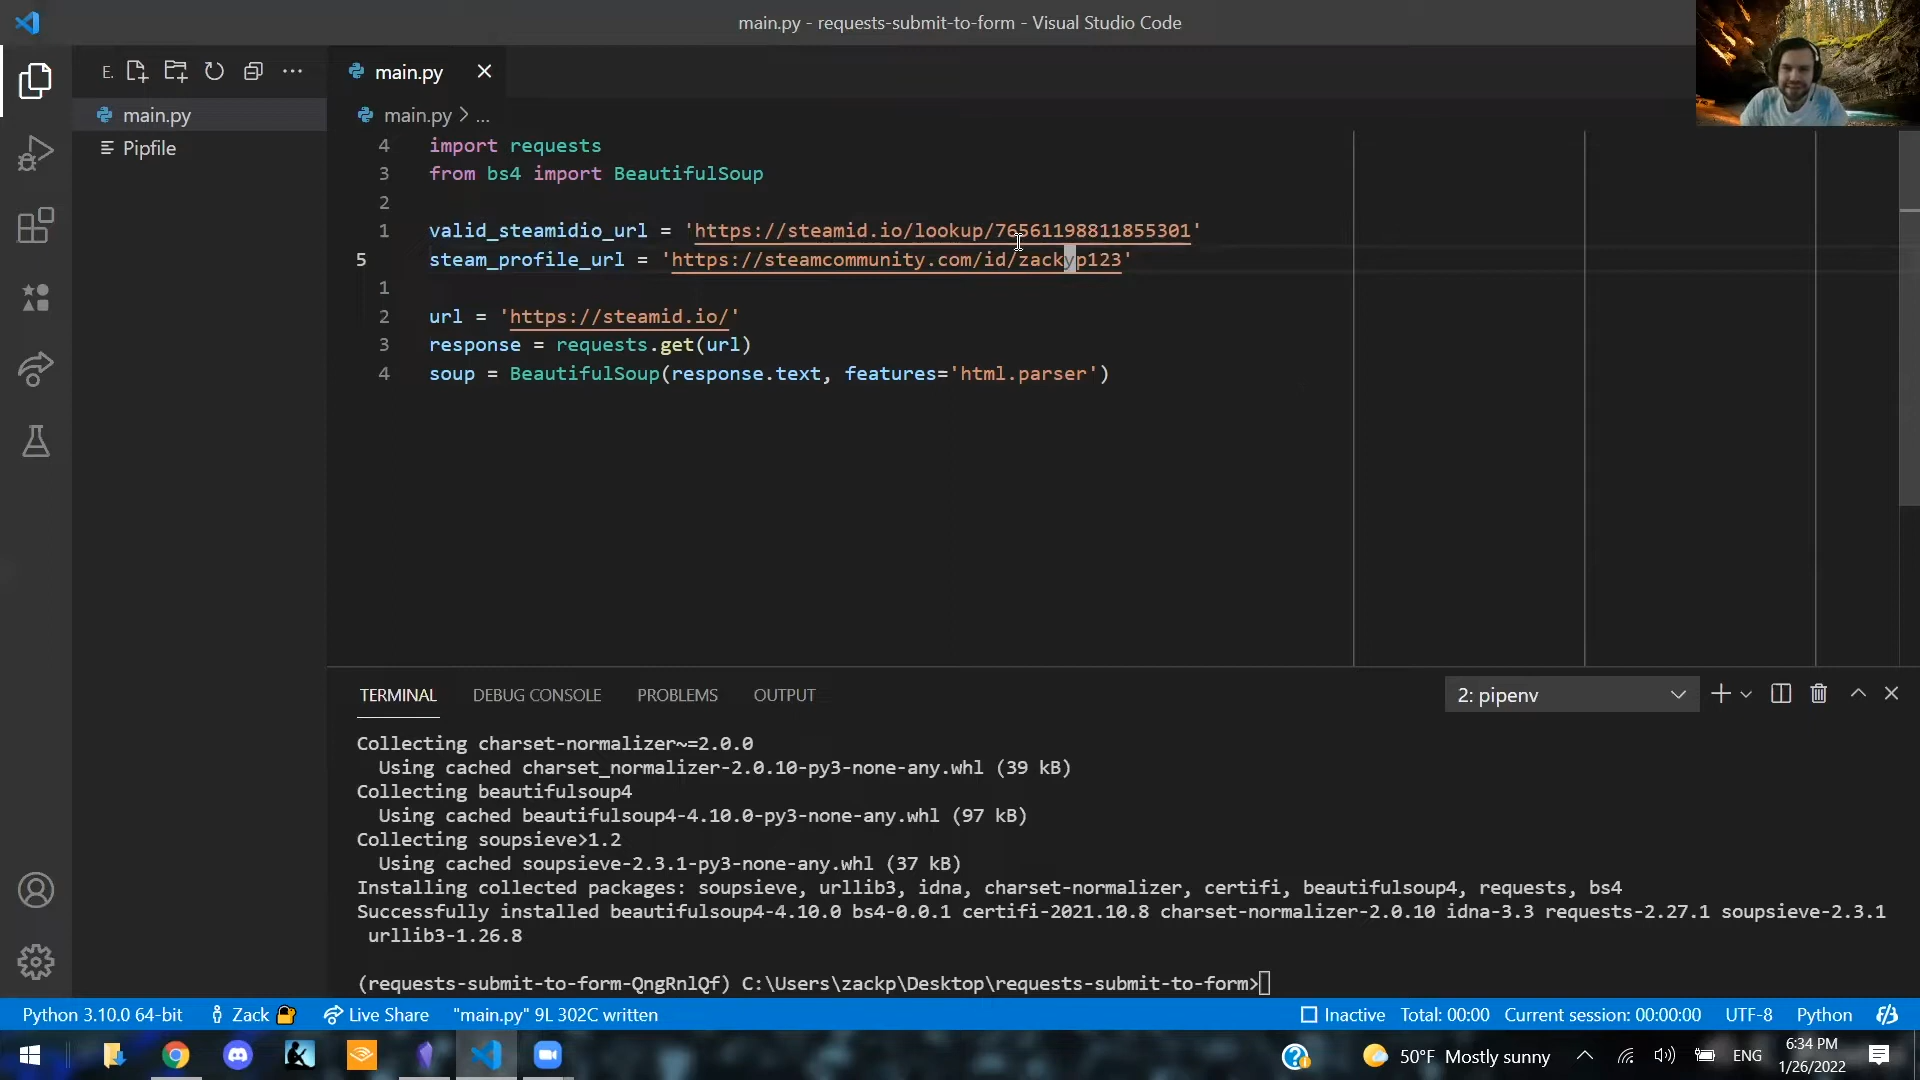 main.py - requests-submit-to-form - Visual Studio Code
E.
main.py
main.py
main.py > ...
Pipfile
4 import requests
3 from bs4 import BeautifulSoup
2
1 valid_steamidio_url = 'https://steamid.io/lookup/76561198811855301'
5 steam_profile_url = 'https://steamcommunity.com/id/zackyp123'
1
2 url = 'https://steamid.io/'
3 response = requests.get(url)
4 soup = BeautifulSoup(response.text, features='html.parser')
TERMINAL DEBUG CONSOLE PROBLEMS OUTPUT 2: pipenv
Collecting charset-normalizer~=2.0.0
Using cached charset_normalizer-2.0.10-py3-none-any.whl (39 kB)
Collecting beautifulsoup4
Using cached beautifulsoup4-4.10.0-py3-none-any.whl (97 kB)
Collecting soupsieve>1.2
Using cached soupsieve-2.3.1-py3-none-any.whl (37 kB)
Installing collected packages: soupsieve, urllib3, idna, charset-normalizer, certifi, beautifulsoup4, requests, bs4
Successfully installed beautifulsoup4-4.10.0 bs4-0.0.1 certifi-2021.10.8 charset-normalizer-2.0.10 idna-3.3 requests-2.27.1 soupsieve-2.3.1
urllib3-1.26.8
(requests-submit-to-form-QngRnlQf) C:\Users\zackp\Desktop\requests-submit-to-form>
Python 3.10.0 64-bit Zack Live Share "main.py" 9L 302C written Inactive Total: 00:00 Current session: 00:00:00 UTF-8 Python
50°F Mostly sunny ENG 6:34 PM
1/26/2022